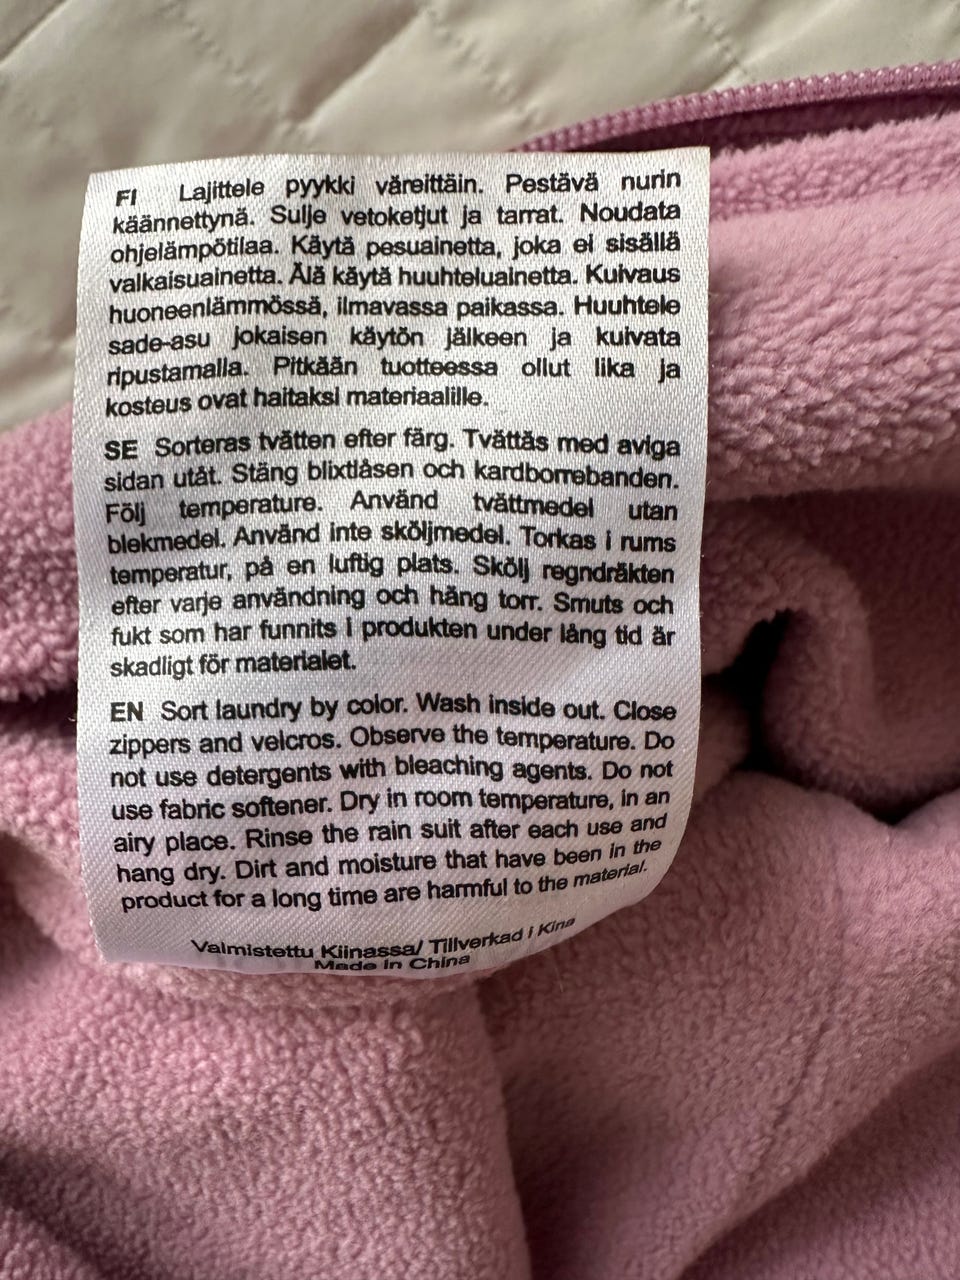 FI Lajittele pyykki väreittäin. Pestävä nurin
käännettynä. Sulje vetoketjut ja tarrat. Noudata
ohjelämpötilaa. Käytä pesuainetta, joka ei sisällä
valkaisuainetta. Älä käytä huuhteluainetta. Kuivaus
huoneenlämmössä, ilmavassa paikassa. Huuhtele
sade-asu jokaisen käytön jälkeen ja kuivata
ripustamalla. Pitkään tuotteessa ollut lika ja
kosteus ovat haitaksi materiaalille.
SE Sorteras tvätten efter färg. Tvättäs med aviga
sidan utåt. Stäng blixtlåsen och kardborrebanden.
Följ temperature. Använd tvättmedel utan
blekmedel. Använd inte sköljmedel. Torkas i rums
temperatur, på en luftig plats. Skölj regndräkten
efter varje användning och häng torr. Smuts och
fukt som har funnits i produkten under lång tid är
skadligt för materialet.
EN Sort laundry by color. Wash inside out. Close
zippers and velcros. Observe the temperature. Do
not use detergents with bleaching agents. Do not
use fabric softener. Dry in room temperature, in an
airy place. Rinse the rain suit after each use and
hang dry. Dirt and moisture that have been in the
product for a long time are harmful to the material.
Valmistettu Kiinassa/ Tillverkad i Kina
Made in China